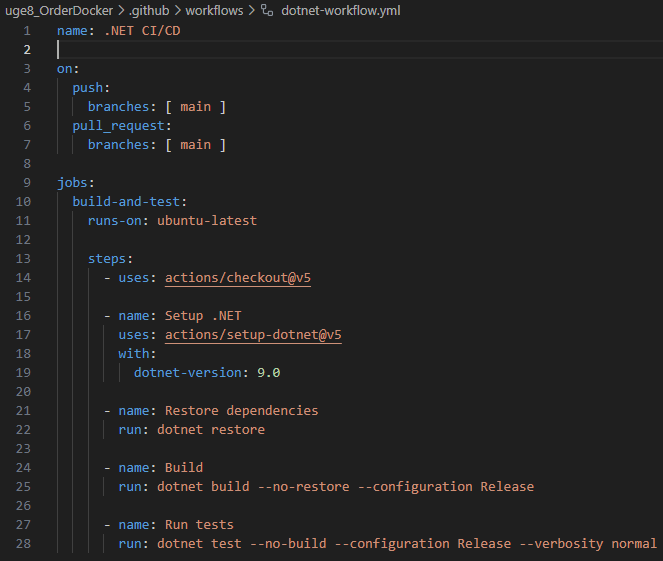 uge8_OrderDocker > .github > workflows > dotnet-workflow.yml
1 name: .NET CI/CD
2
3 on:
4   push:
5     branches: [ main ]
6   pull_request:
7     branches: [ main ]
8
9 jobs:
10   build-and-test:
11     runs-on: ubuntu-latest
12
13     steps:
14       - uses: actions/checkout@v5
15
16       - name: Setup .NET
17         uses: actions/setup-dotnet@v5
18         with:
19           dotnet-version: 9.0
20
21       - name: Restore dependencies
22         run: dotnet restore
23
24       - name: Build
25         run: dotnet build --no-restore --configuration Release
26
27       - name: Run tests
28         run: dotnet test --no-build --configuration Release --verbosity normal